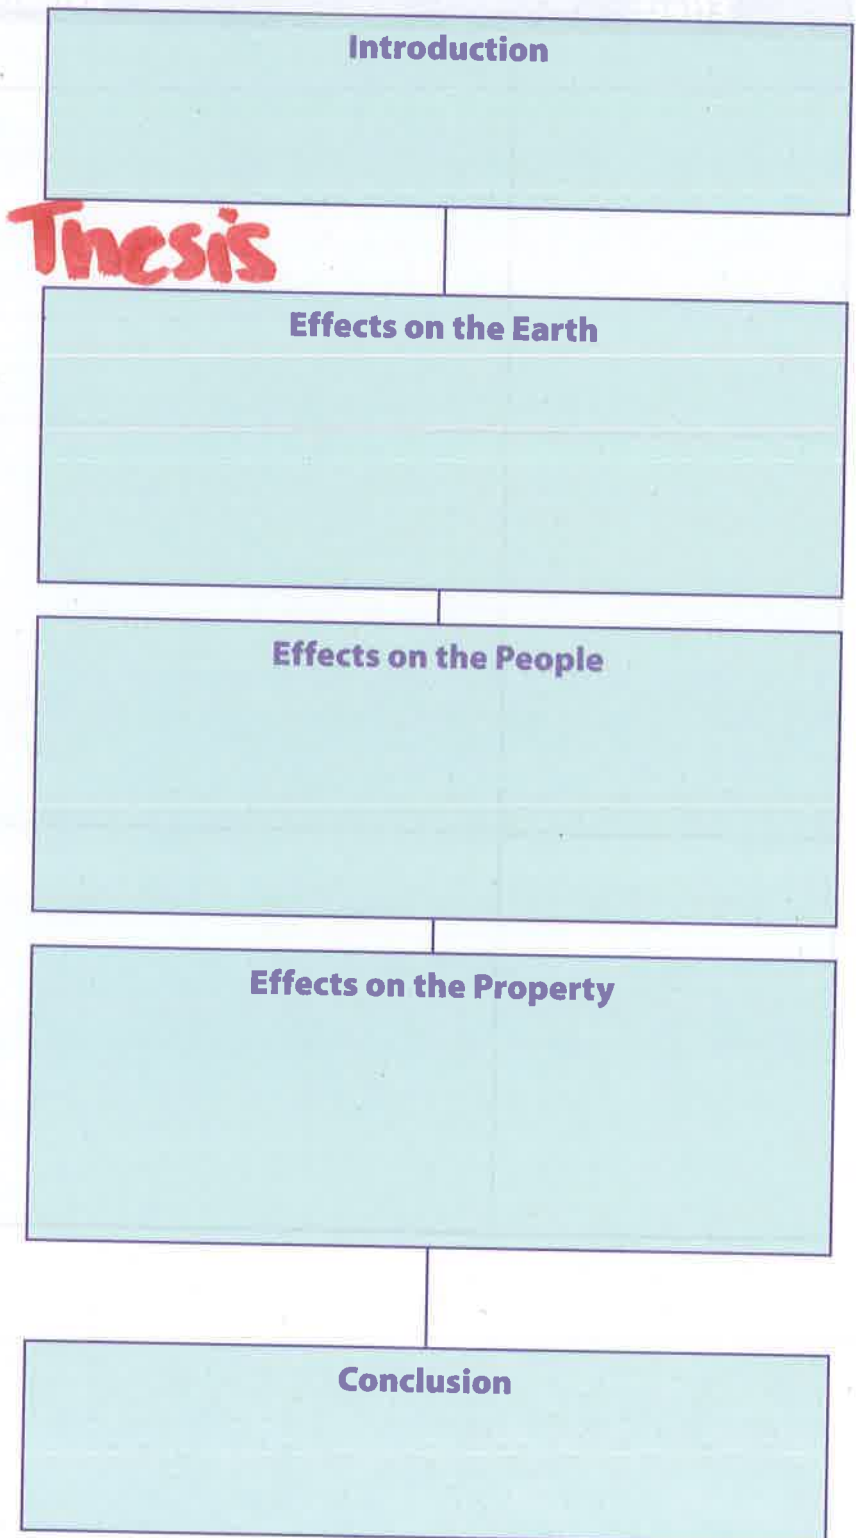 Introduction
Thesis
Effects on the Earth
Effects on the People
Effects on the Property
Conclusion